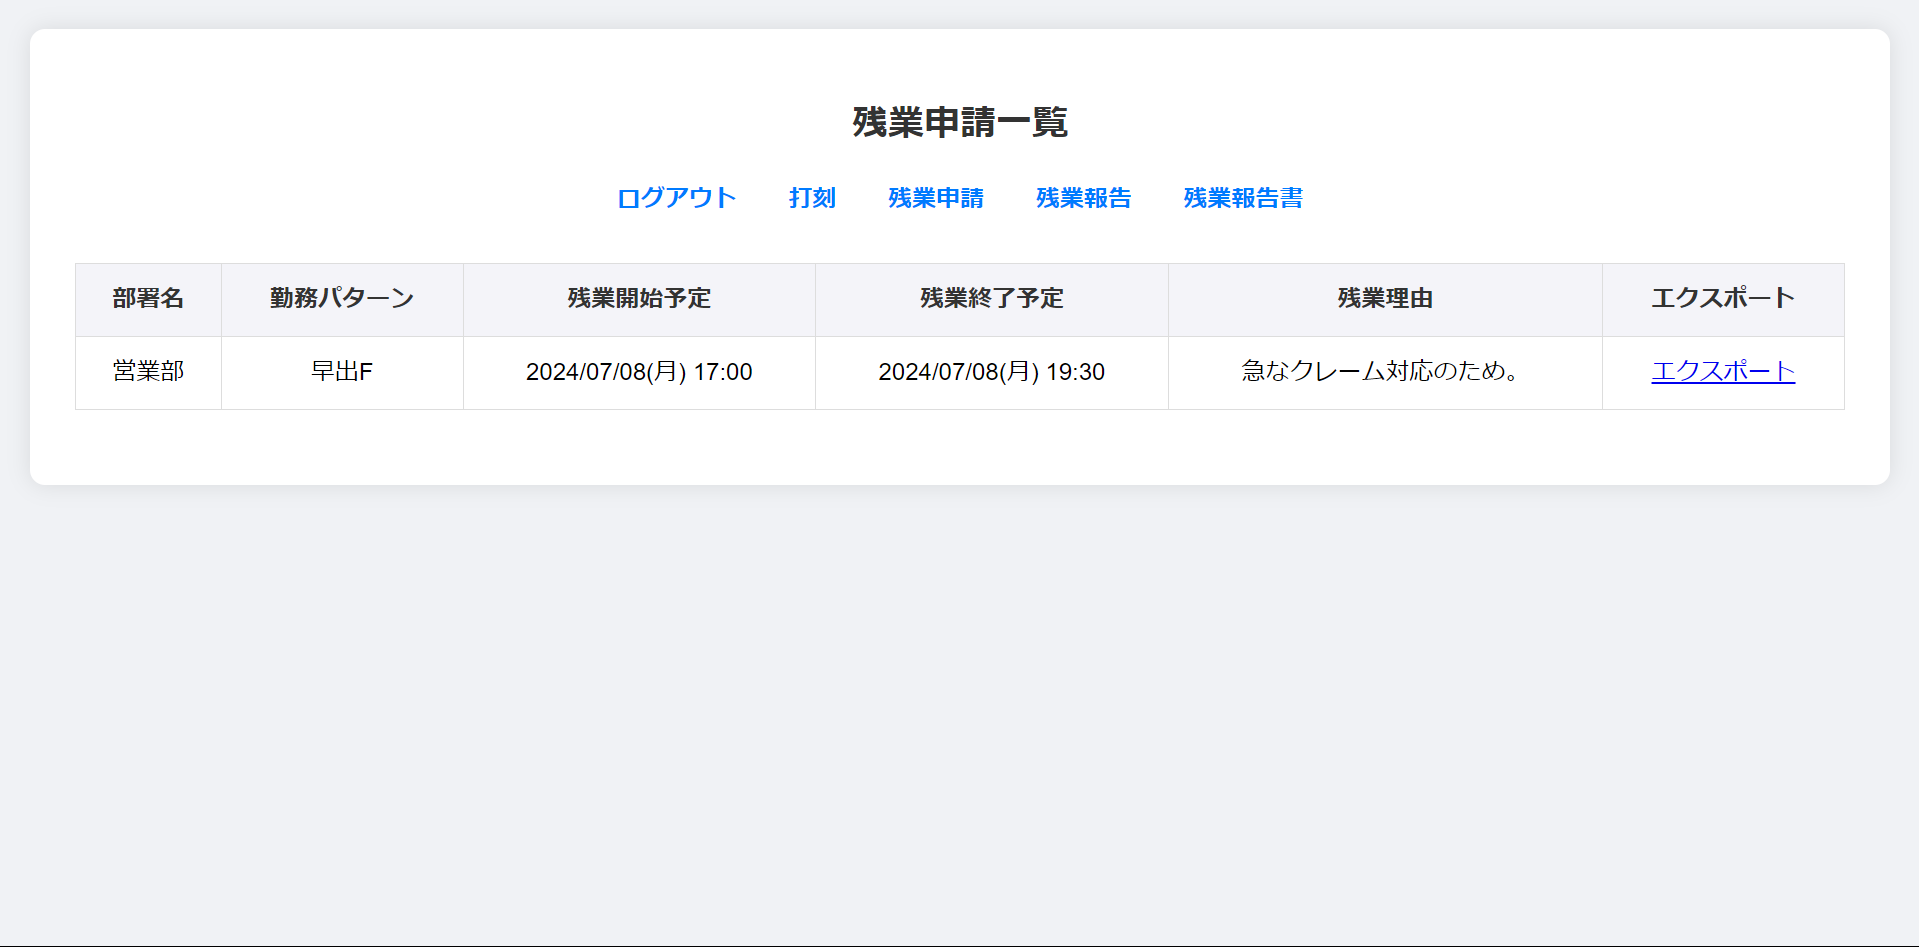 残業申請一覧
ログアウト 打刻 残業申請 残業報告 残業報告書
部署名 勤務パターン 残業開始予定 残業終了予定 残業理由 エクスポート
営業部 早出F 2024/07/08(月) 17:00 2024/07/08(月) 19:30 急なクレーム対応のため。 エクスポート